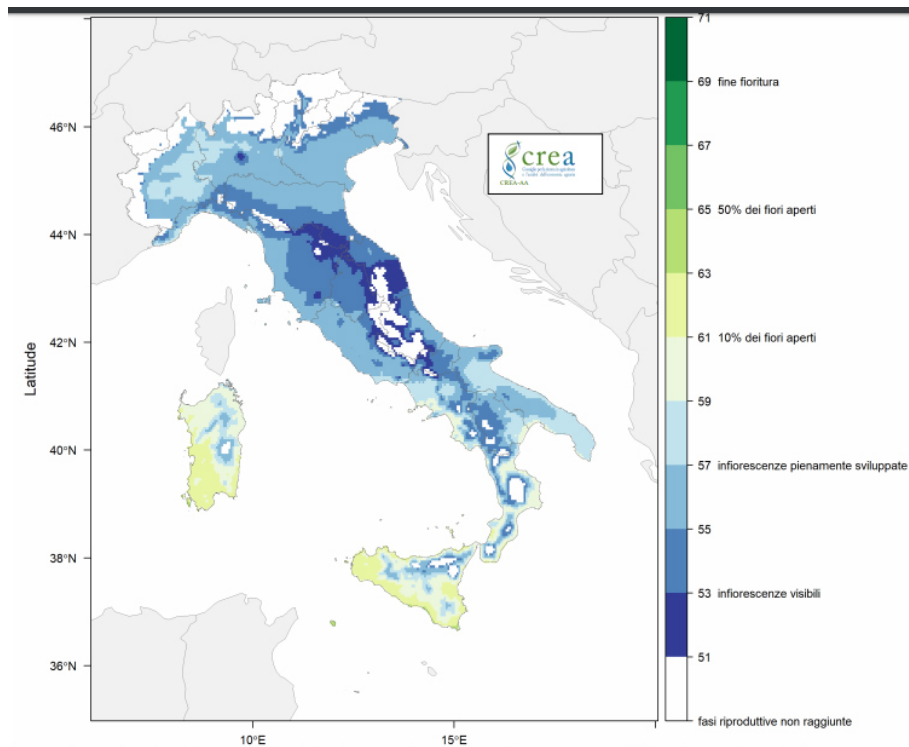 46°N
44°N
42°N
40°N
38°N
36°N
Latitude
10°E
15°E
crea
CREA-AA
71
69 fine fioritura
67
65 50% dei fiori aperti
63
61 10% dei fiori aperti
59
57 infiorescenze pienamente sviluppate
55
53 infiorescenze visibili
51
fasi riproduttive non raggiunte